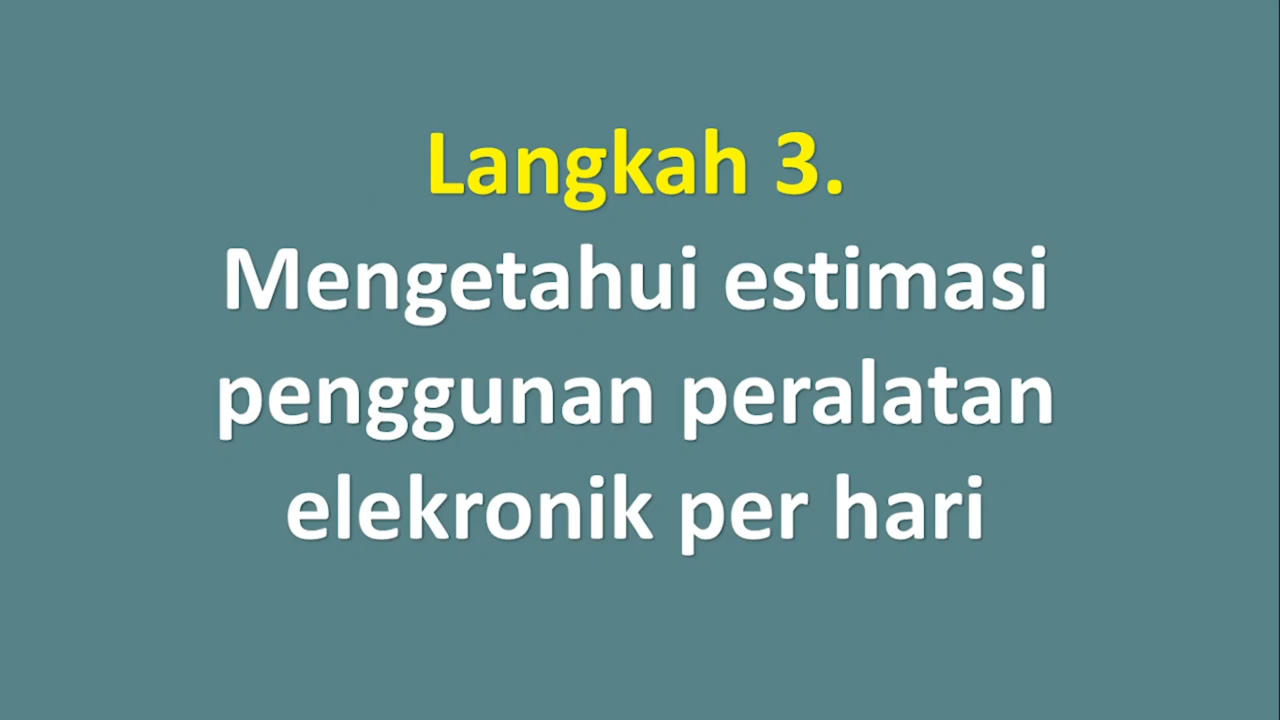 Langkah 3.
Mengetahui estimasi
penggunan peralatan
elekronik per hari